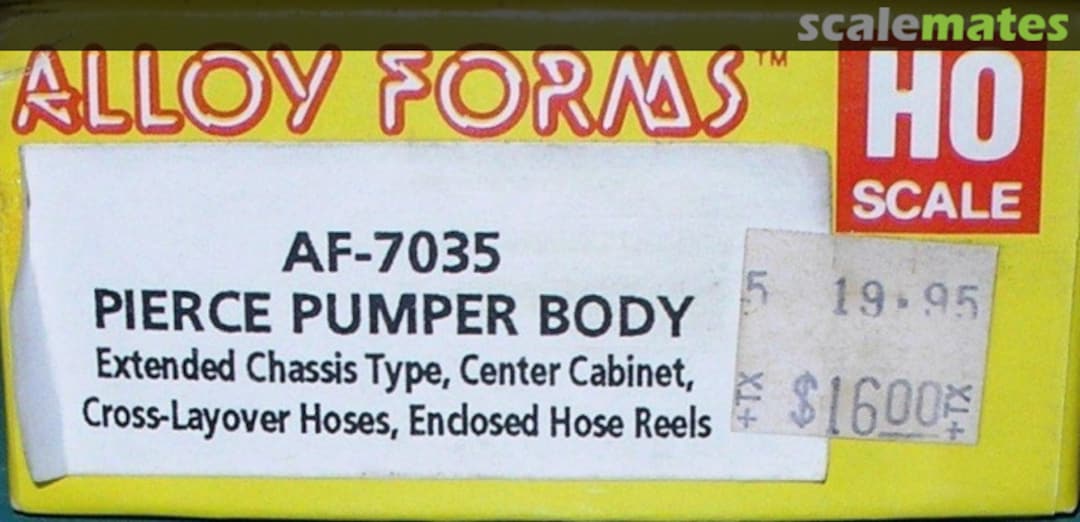 scalemates
ALLOY FORMS™
HO
SCALE
AF-7035
PIERCE PUMPER BODY
Extended Chassis Type, Center Cabinet,
Cross-Layover Hoses, Enclosed Hose Reels
5 19.95
+TX $1600 +TX